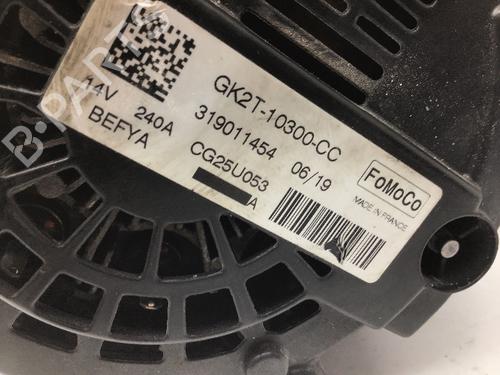 GK2T-10300-CC
14V 240A 319011454 06/19 FoMoCo
BEFYA CG25U053 MADE IN FRANCE
A
B-PARTS